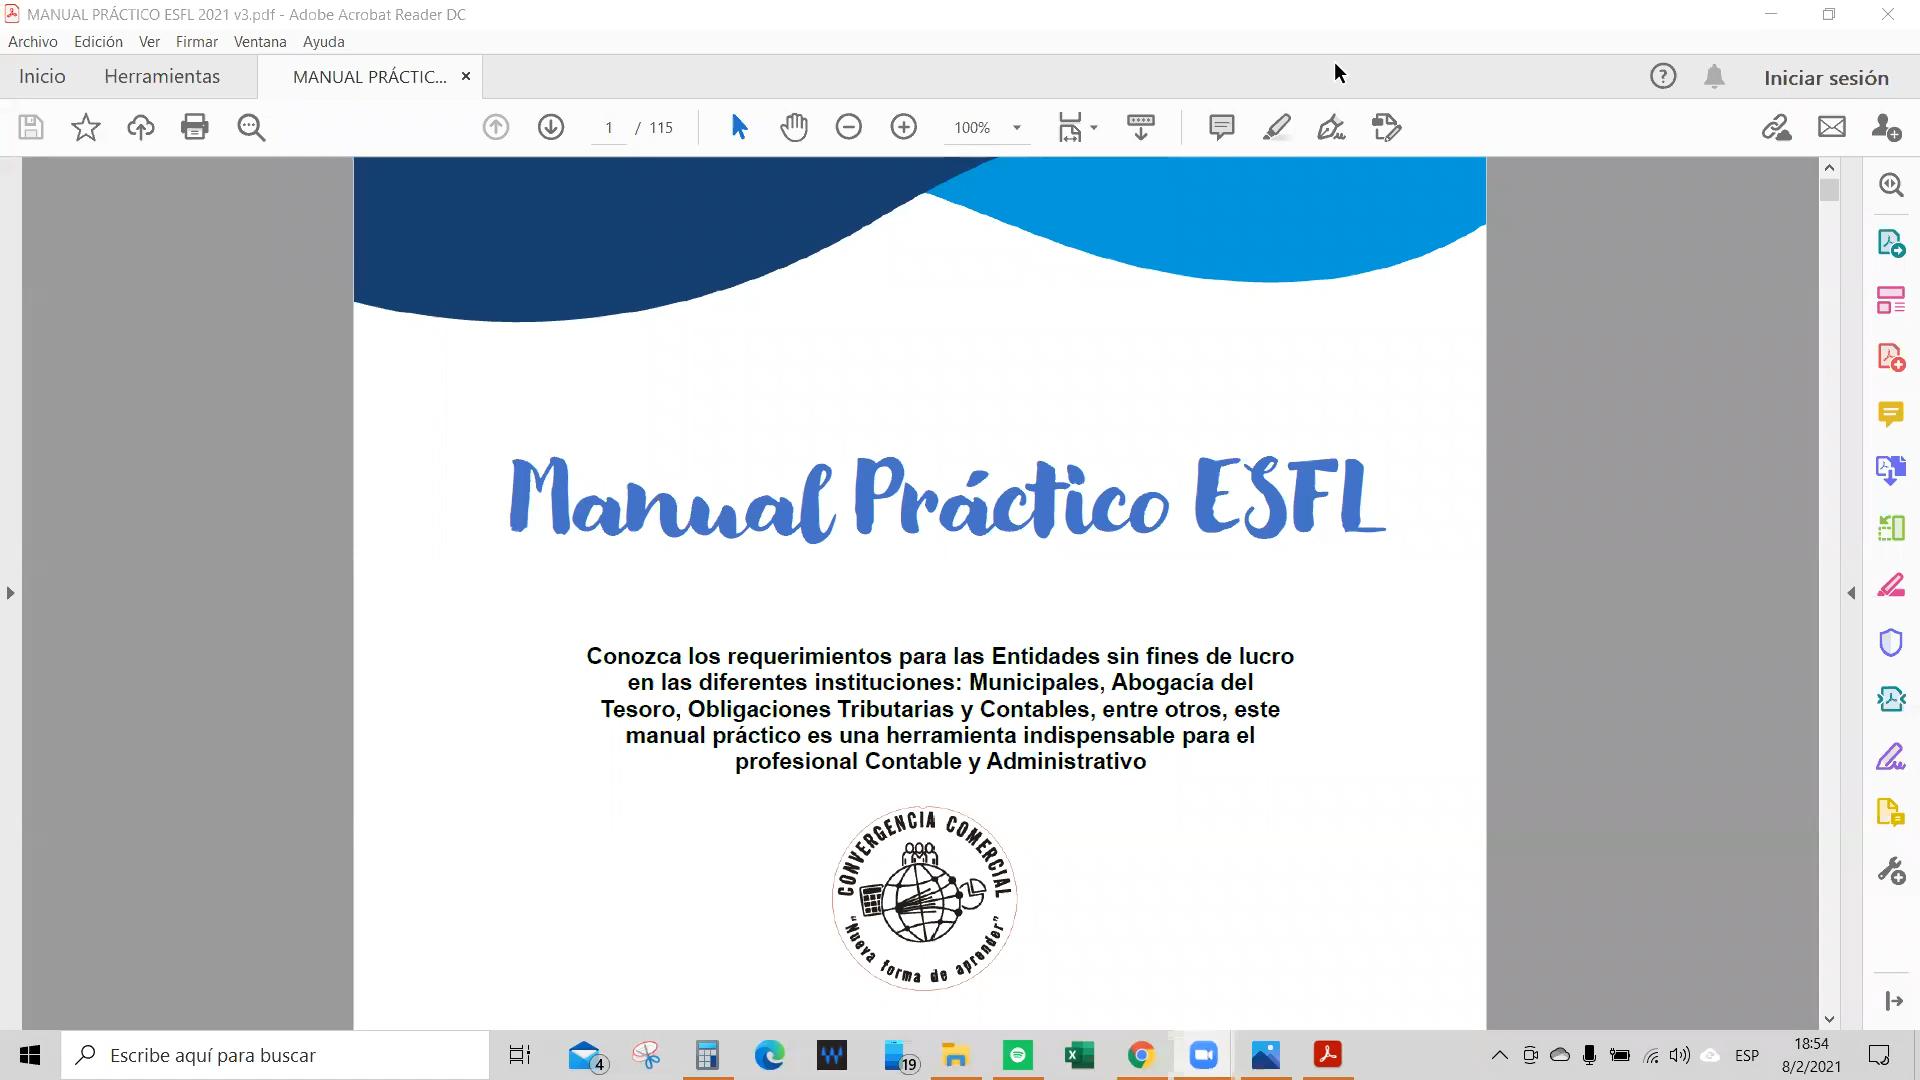 MANUAL PRÁCTICO ESFL 2021 v3.pdf - Adobe Acrobat Reader DC
Archivo Edición Ver Firmar Ventana Ayuda
Inicio Herramientas MANUAL PRÁCTIC... × Iniciar sesión
1 / 115 100%
Manual Práctico ESFL
Conozca los requerimientos para las Entidades sin fines de lucro
en las diferentes instituciones: Municipales, Abogacía del
Tesoro, Obligaciones Tributarias y Contables, entre otros, este
manual práctico es una herramienta indispensable para el
profesional Contable y Administrativo
CONVERGENCIA COMERCIAL
"Nueva forma de aprender"
Escribe aquí para buscar
4
19
ESP
18:54
8/2/2021